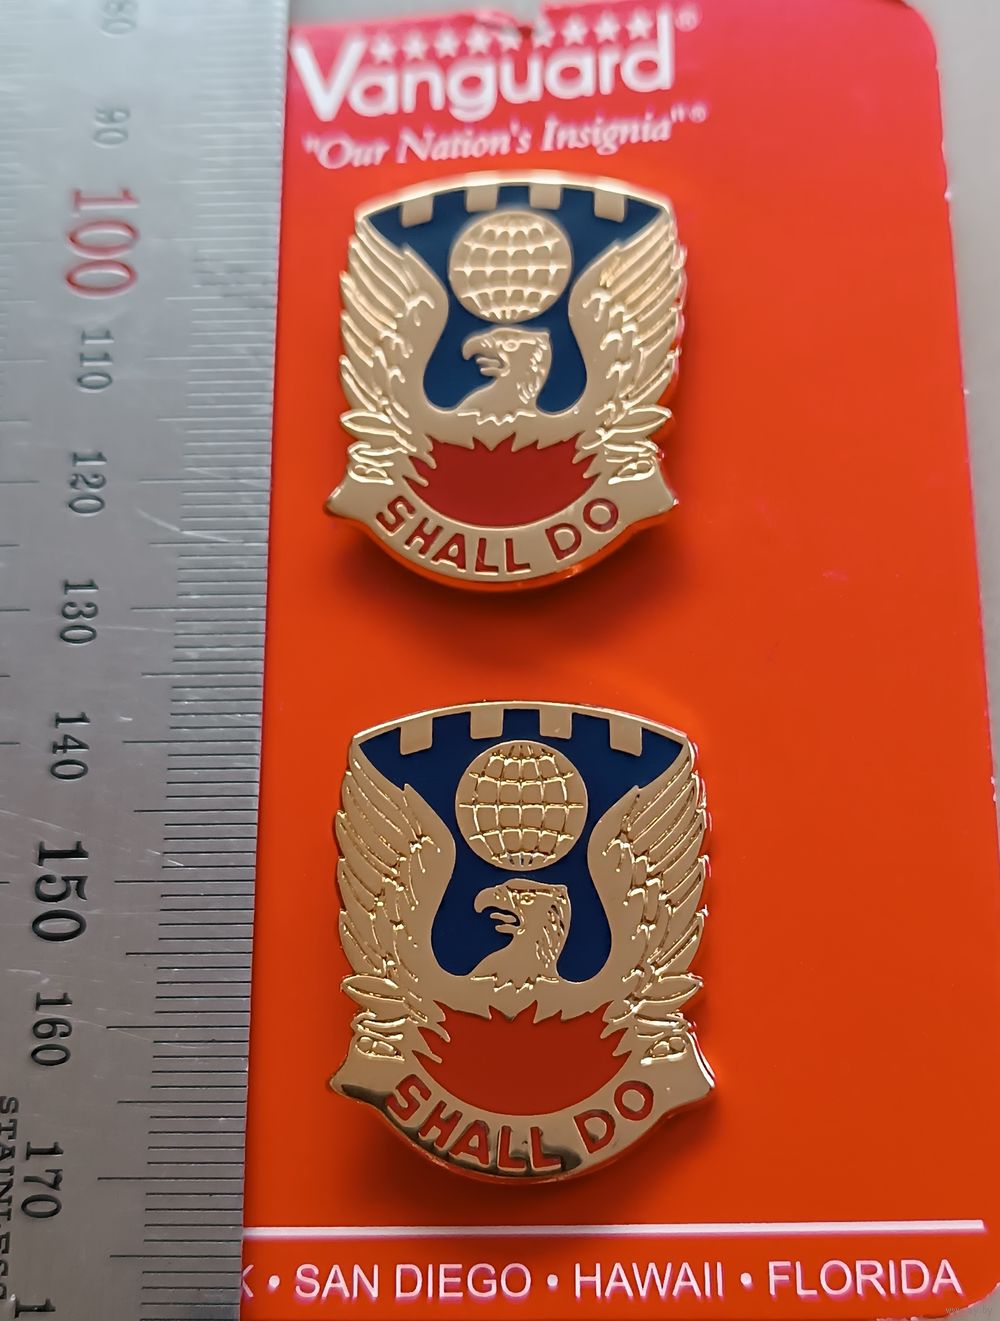 Vanguard®
"Our Nation's Insignia"®
SHALL DO
SHALL DO
• SAN DIEGO • HAWAII • FLORIDA
90
100
110
120
130
140
150
160
170